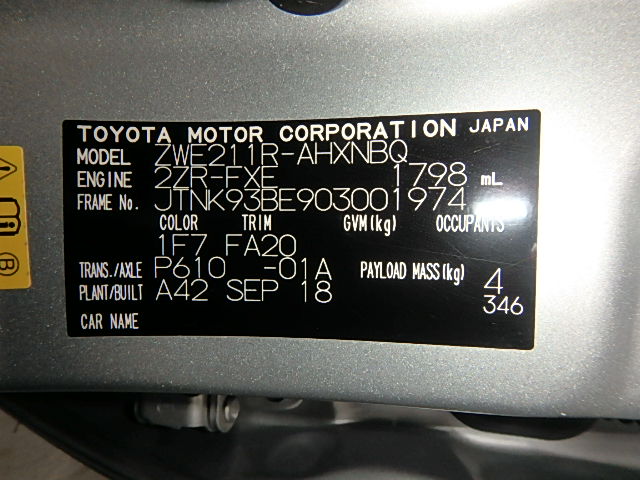 TOYOTA MOTOR CORPORATION JAPAN
MODEL ZWE211R-AHXNBQ
ENGINE 2ZR-FXE 1798 mL
FRAME No. JTNK93BE903001974
COLOR TRIM GVM(kg) OCCUPANTS
1F7 FA20
TRANS./AXLE P610 -01A PAYLOAD MASS(kg) 4
PLANT/BUILT A42 SEP 18 346
CAR NAME
B